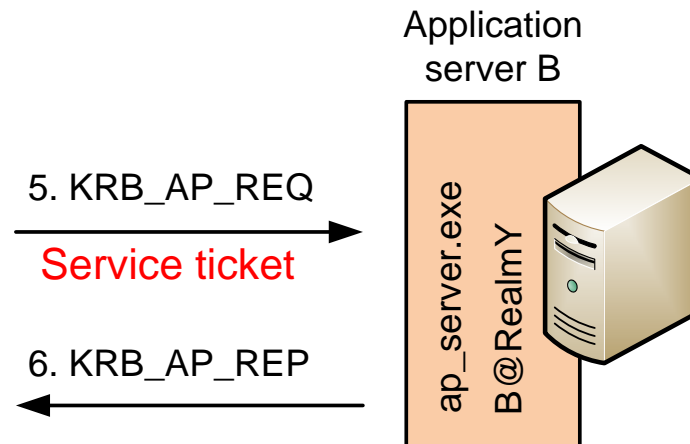 Application
server B
5. KRB_AP_REQ
Service ticket
6. KRB_AP_REP
ap_server.exe
B@RealmY